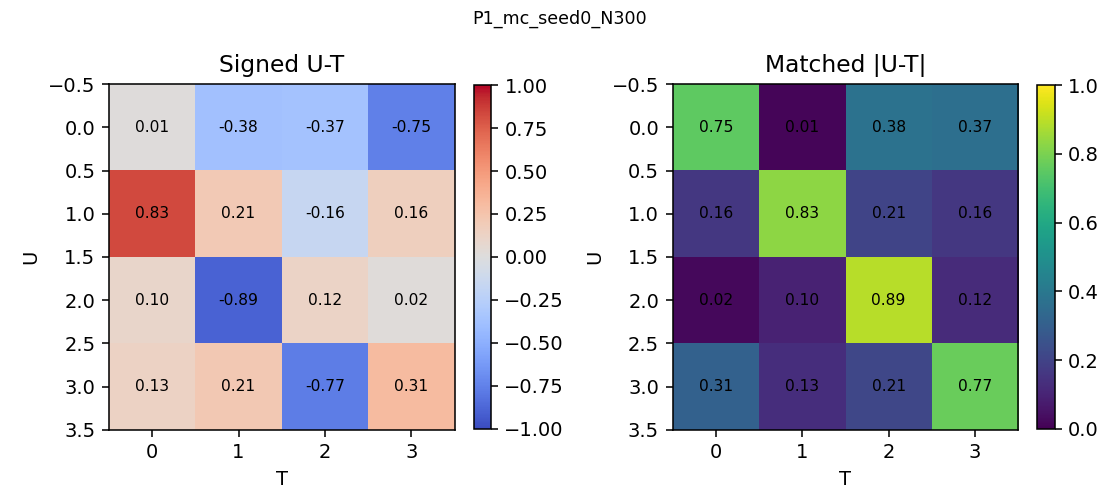 P1_mc_seed0_N300
Signed U-T
−0.5
0.0
0.5
1.0
1.5
2.0
2.5
3.0
3.5
U
0.01 -0.38 -0.37 -0.75
0.83 0.21 -0.16 0.16
0.10 -0.89 0.12 0.02
0.13 0.21 -0.77 0.31
0 1 2 3
T
1.00
0.75
0.50
0.25
0.00
−0.25
−0.50
−0.75
−1.00
Matched |U-T|
−0.5
0.0
0.5
1.0
1.5
2.0
2.5
3.0
3.5
U
0.75 0.01 0.38 0.37
0.16 0.83 0.21 0.16
0.02 0.10 0.89 0.12
0.31 0.13 0.21 0.77
0 1 2 3
T
1.0
0.8
0.6
0.4
0.2
0.0